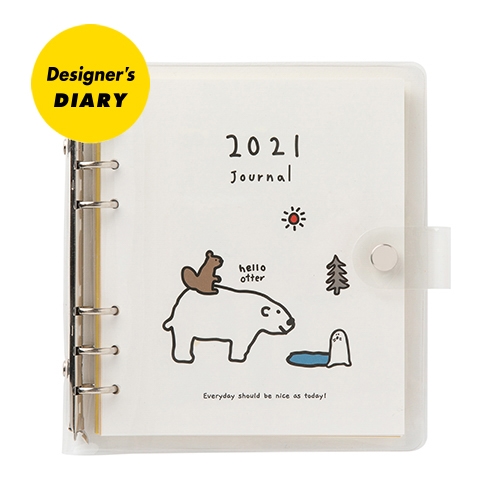 Designer's
DIARY
2021
Journal
hello
otter
Everyday should be nice as today!